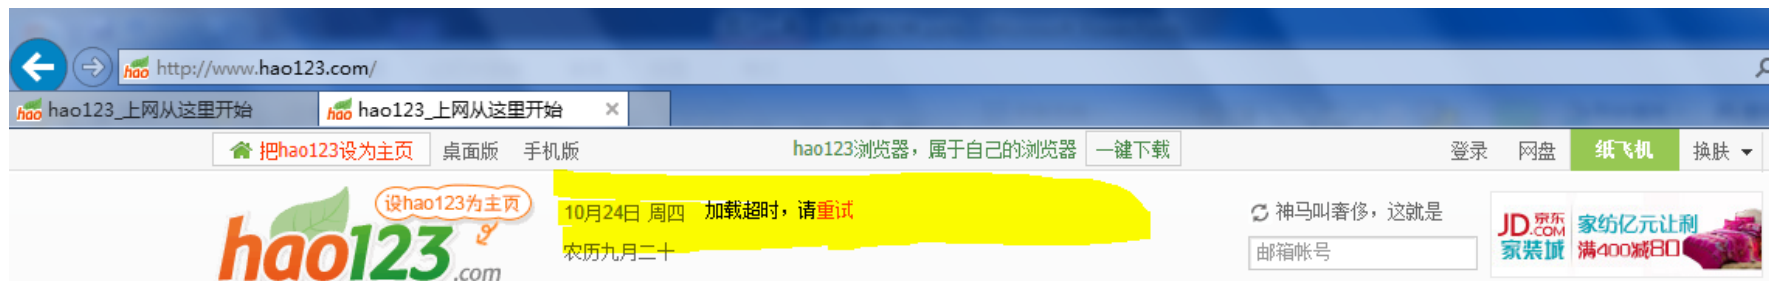 http://www.hao123.com/
hao123_上网从这里开始
hao123_上网从这里开始
把hao123设为主页 桌面版 手机版 hao123浏览器，属于自己的浏览器 一键下载 登录 网盘 纸飞机 换肤
设hao123为主页
hao123.com
10月24日 周四 加载超时，请重试
农历九月二十
神马叫奢侈，这就是
邮箱帐号
JD.COM 京东 家纺亿元让利
家装城 满400减80